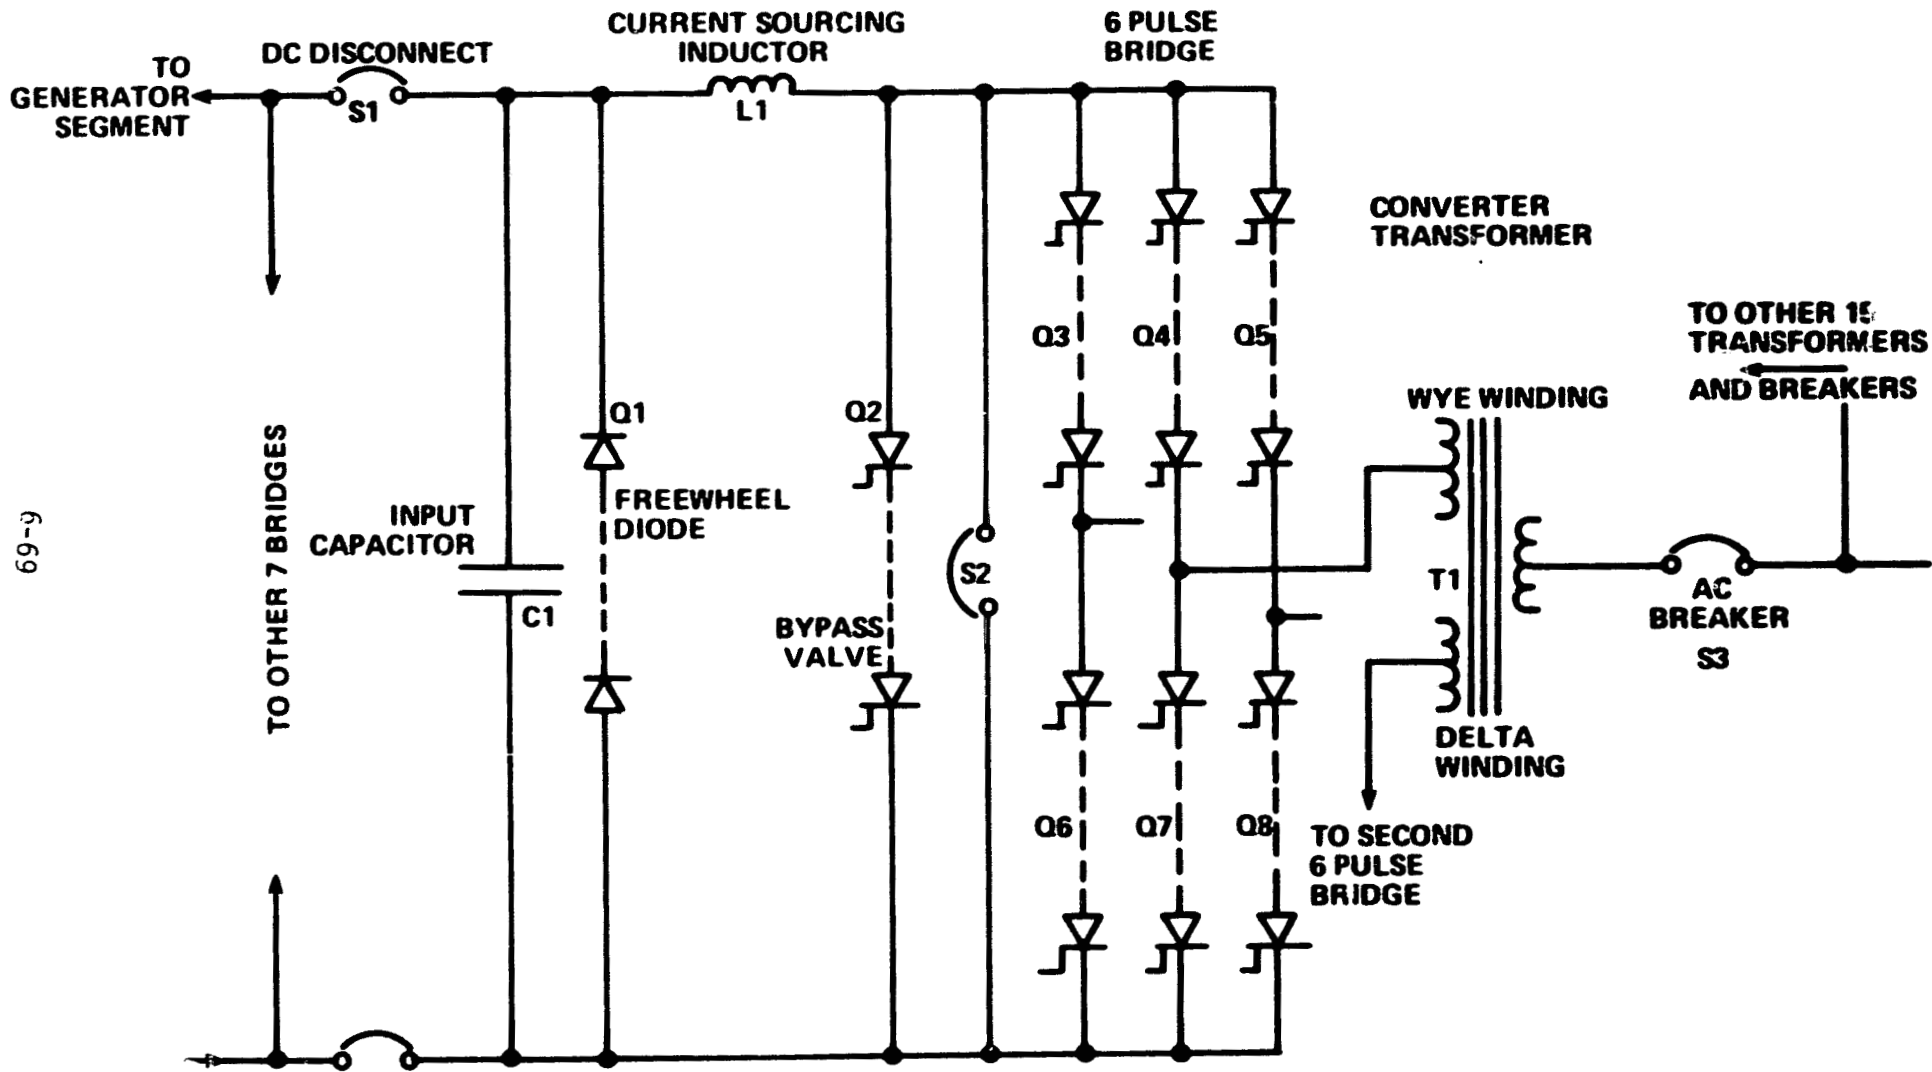 DC DISCONNECT
TO
GENERATOR
SEGMENT
S1
CURRENT SOURCING
INDUCTOR
L1
6 PULSE
BRIDGE
CONVERTER
TRANSFORMER
TO OTHER 15
TRANSFORMERS
AND BREAKERS
Q3
Q4
Q5
Q1
FREEWHEEL
DIODE
Q2
WYE WINDING
TO OTHER 7 BRIDGES
INPUT
CAPACITOR
C1
S2
BYPASS
VALVE
T1
AC
BREAKER
S3
DELTA
WINDING
Q6
Q7
Q8
TO SECOND
6 PULSE
BRIDGE
6-69